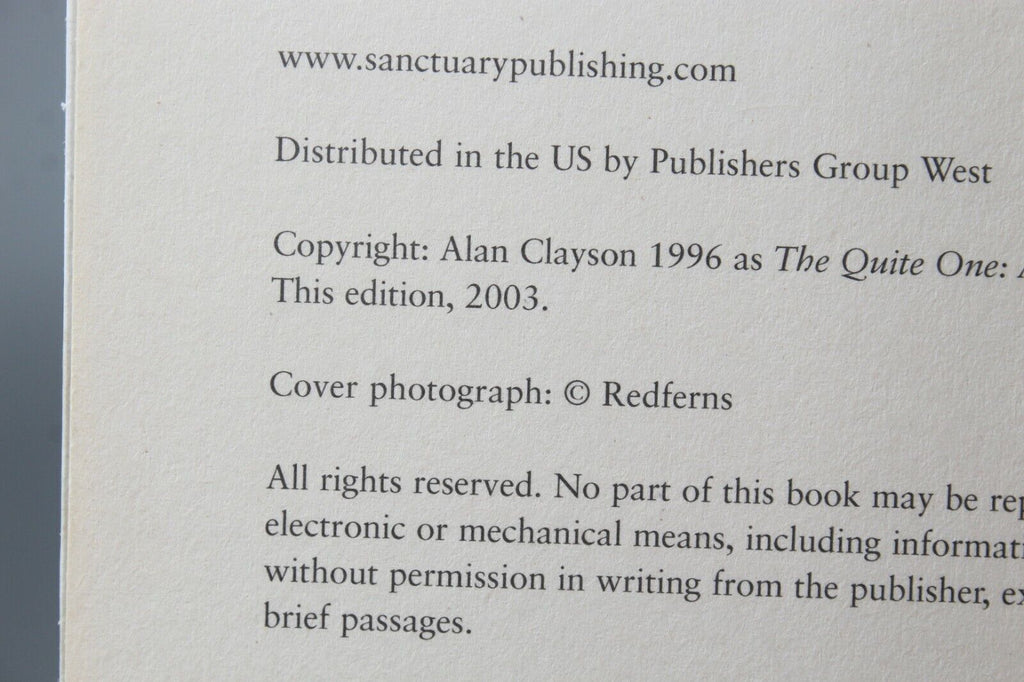 www.sanctuarypublishing.com
Distributed in the US by Publishers Group West
Copyright: Alan Clayson 1996 as The Quite One:
This edition, 2003.
Cover photograph: © Redferns
All rights reserved. No part of this book may be
electronic or mechanical means, including
without permission in writing from the publisher,
brief passages.